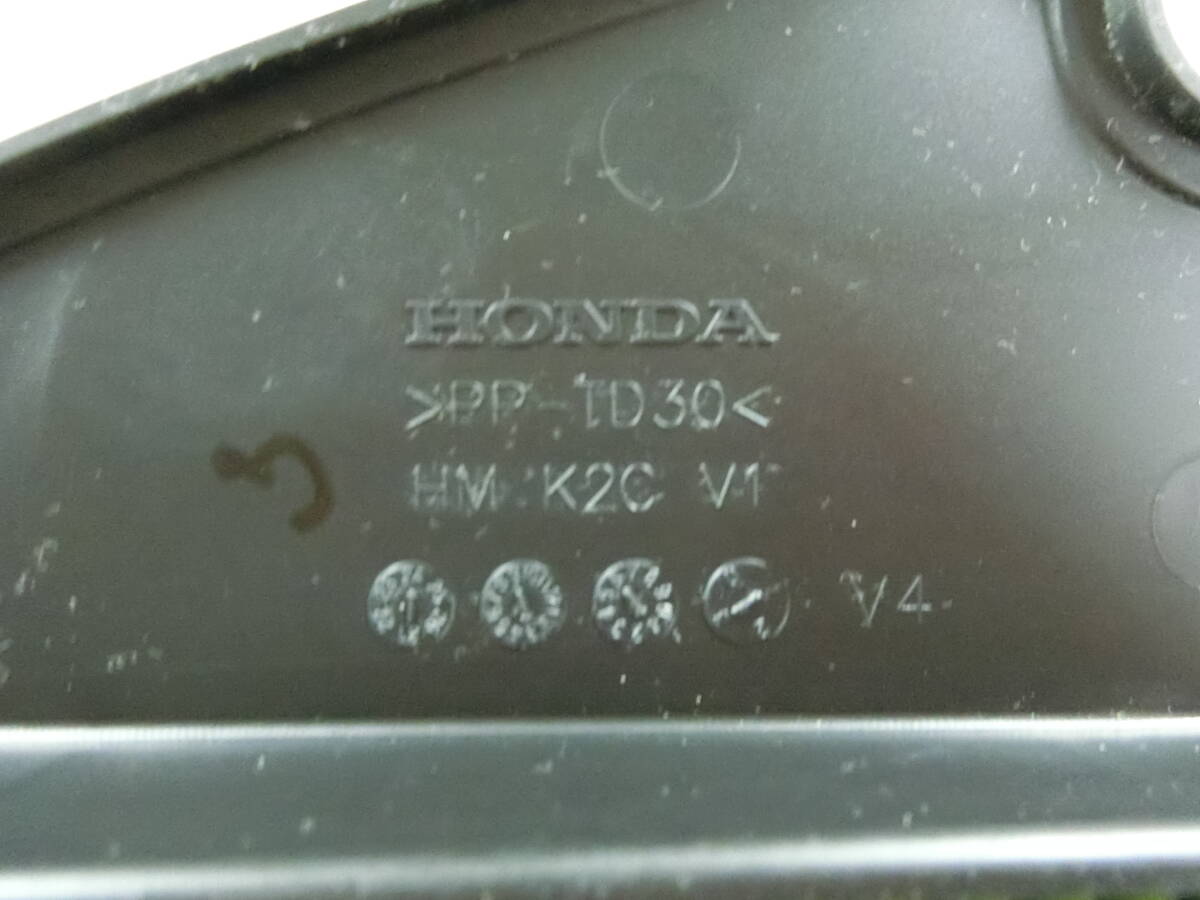 HONDA
>PP-TD30<
HM K2C V1
V4